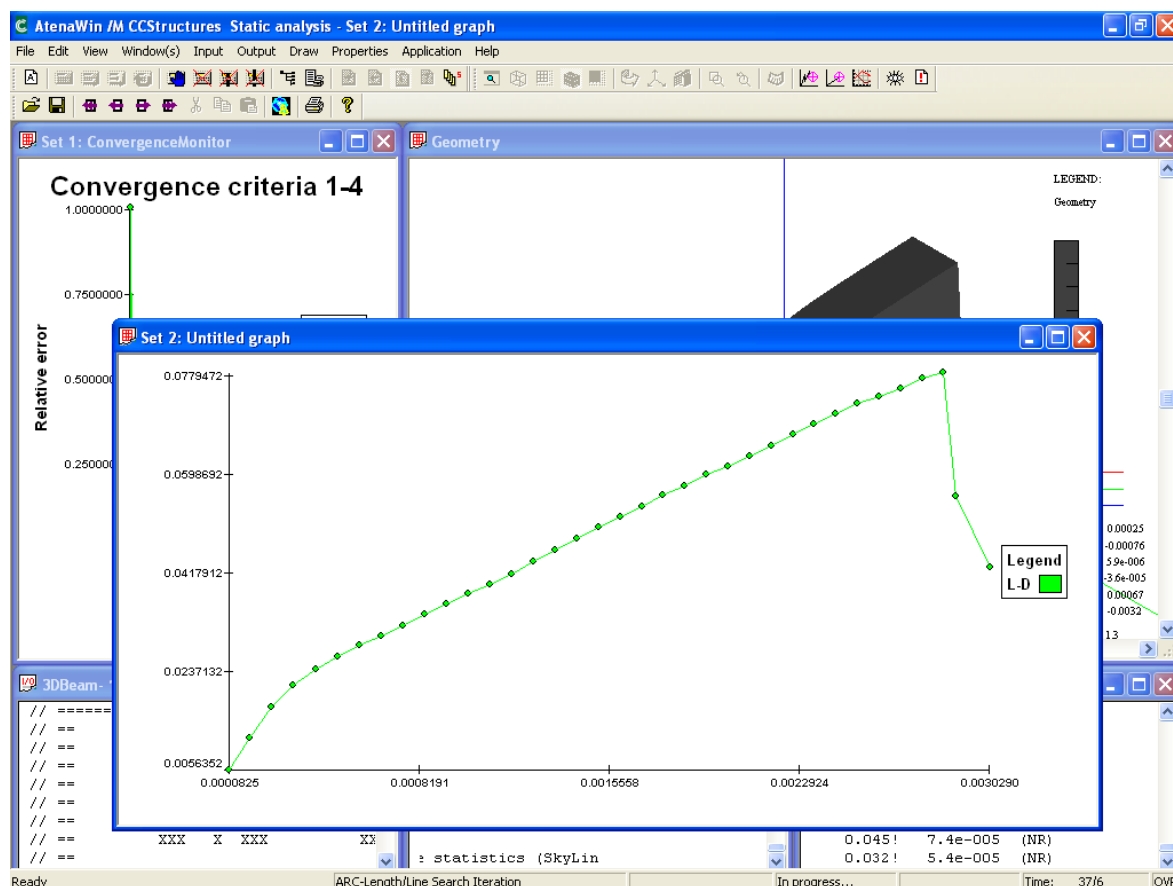 AtenaWin /M CCStructures  Static analysis - Set 2: Untitled graph
File Edit View Window(s) Input Output Draw Properties Application Help
Set 1: ConvergenceMonitor
Geometry
Convergence criteria 1-4
1.0000000
0.7500000
0.500000
0.250000
Relative error
LEGEND:
Geometry
Set 2: Untitled graph
0.0779472
0.0598692
0.0417912
0.0237132
0.0056352
0.0000825
0.0008191
0.0015558
0.0022924
0.0030290
Legend
L-D
0.00025
-0.00076
5.9e-006
-3.6e-005
0.00067
-0.0032
13
3DBeam-
// ======
// ==
// ==
// ==
// ==
// ==
// ==
// == XXX X XXX XX
// ==
e statistics (SkyLin
0.045! 7.4e-005 (NR)
0.032! 5.4e-005 (NR)
Ready
ARC-Length/Line Search Iteration
In progress...
Time: 37/6
OVR